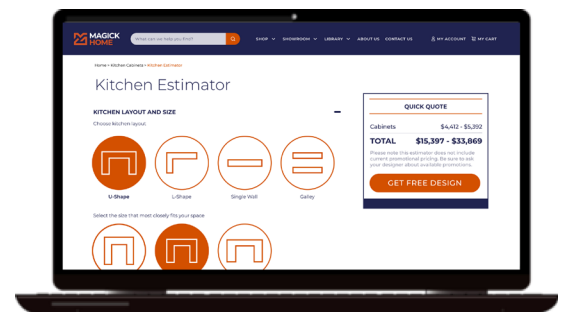 MAGICK
HOME
What can we help you find?
SHOP
SHOWROOM
LIBRARY
ABOUT US
CONTACT US
MY ACCOUNT
MY CART
Home > Kitchen Cabinets > Kitchen Estimator
Kitchen Estimator
KITCHEN LAYOUT AND SIZE
Choose kitchen layout
U-Shape
L-Shape
Single Wall
Galley
Select the size that most closely fits your space
QUICK QUOTE
Cabinets $4,412 - $5,392
TOTAL $15,397 - $33,869
Please note this estimator does not include
current promotional pricing. Be sure to ask
your designer about available promotions.
GET FREE DESIGN